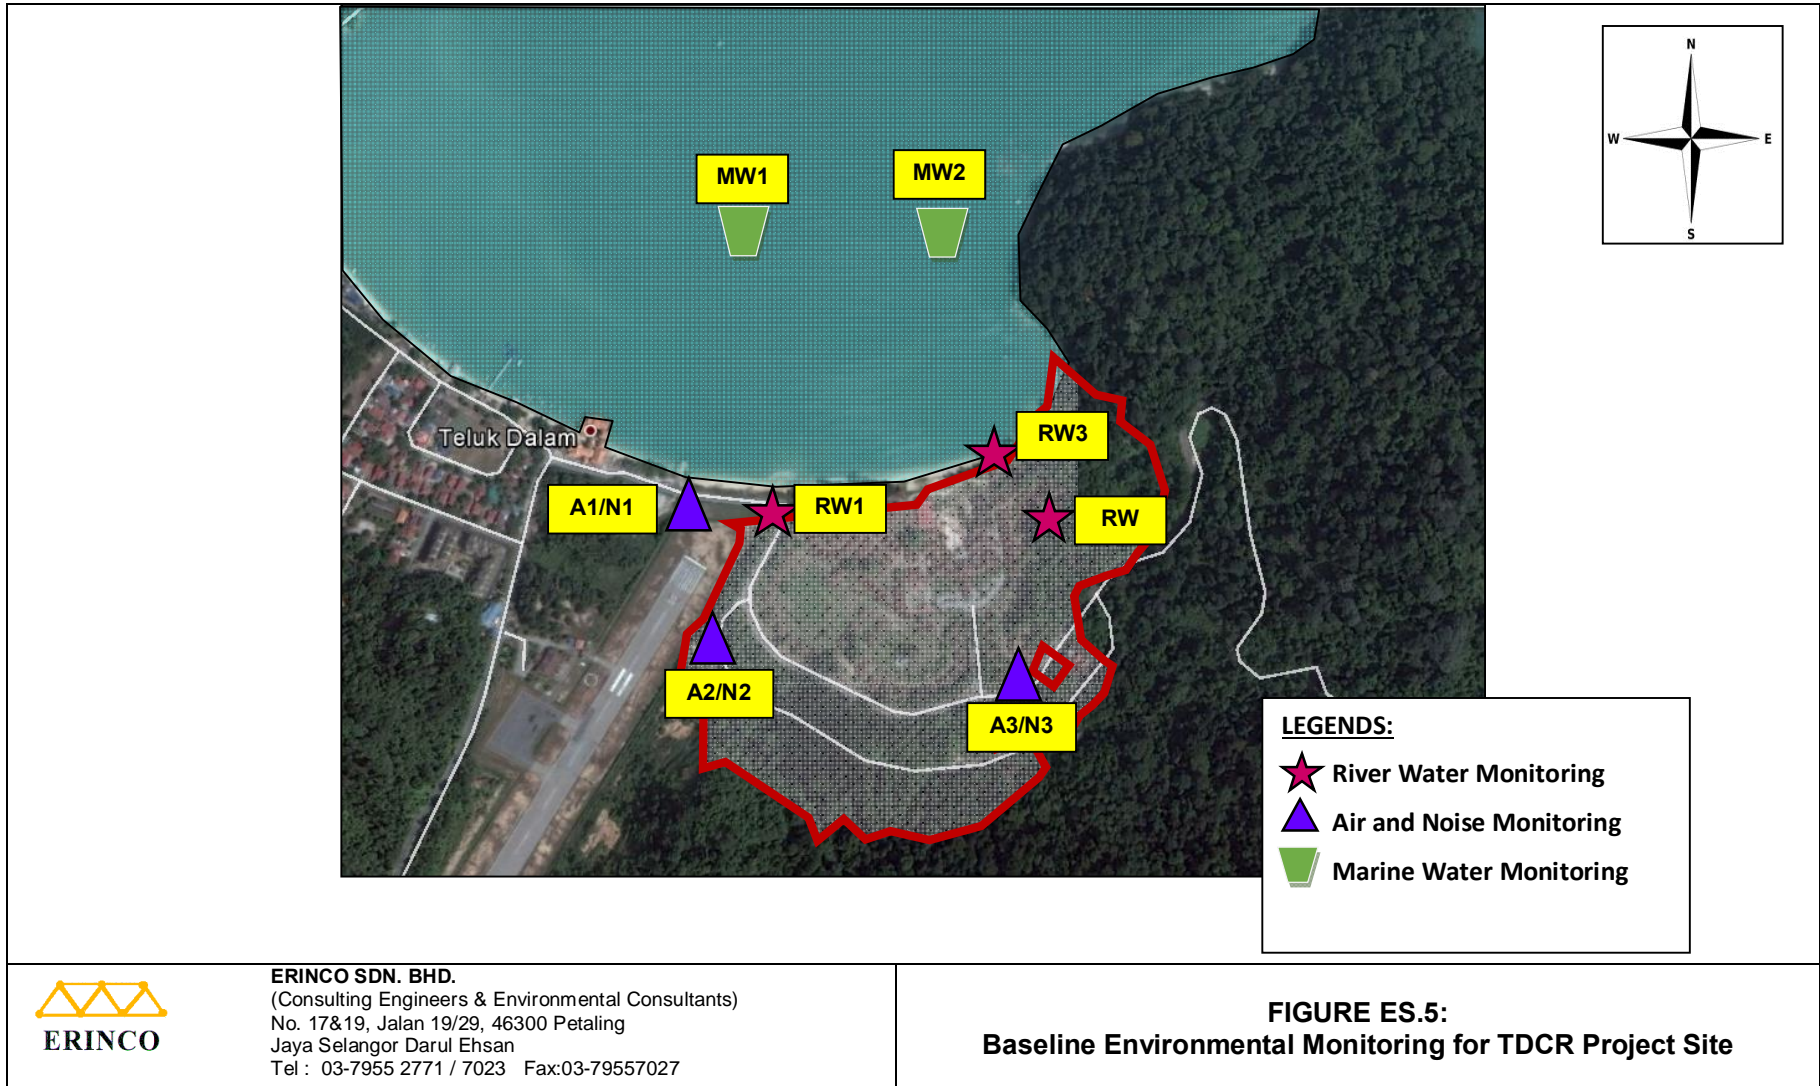 N
W
E
S
MW1
MW2
Teluk Dalam
RW3
A1/N1
RW1
RW
A2/N2
A3/N3
LEGENDS:
River Water Monitoring
Air and Noise Monitoring
Marine Water Monitoring
ERINCO
ERINCO SDN. BHD.
(Consulting Engineers & Environmental Consultants)
No. 17&19, Jalan 19/29, 46300 Petaling
Jaya Selangor Darul Ehsan
Tel : 03-7955 2771 / 7023 Fax:03-79557027
FIGURE ES.5:
Baseline Environmental Monitoring for TDCR Project Site